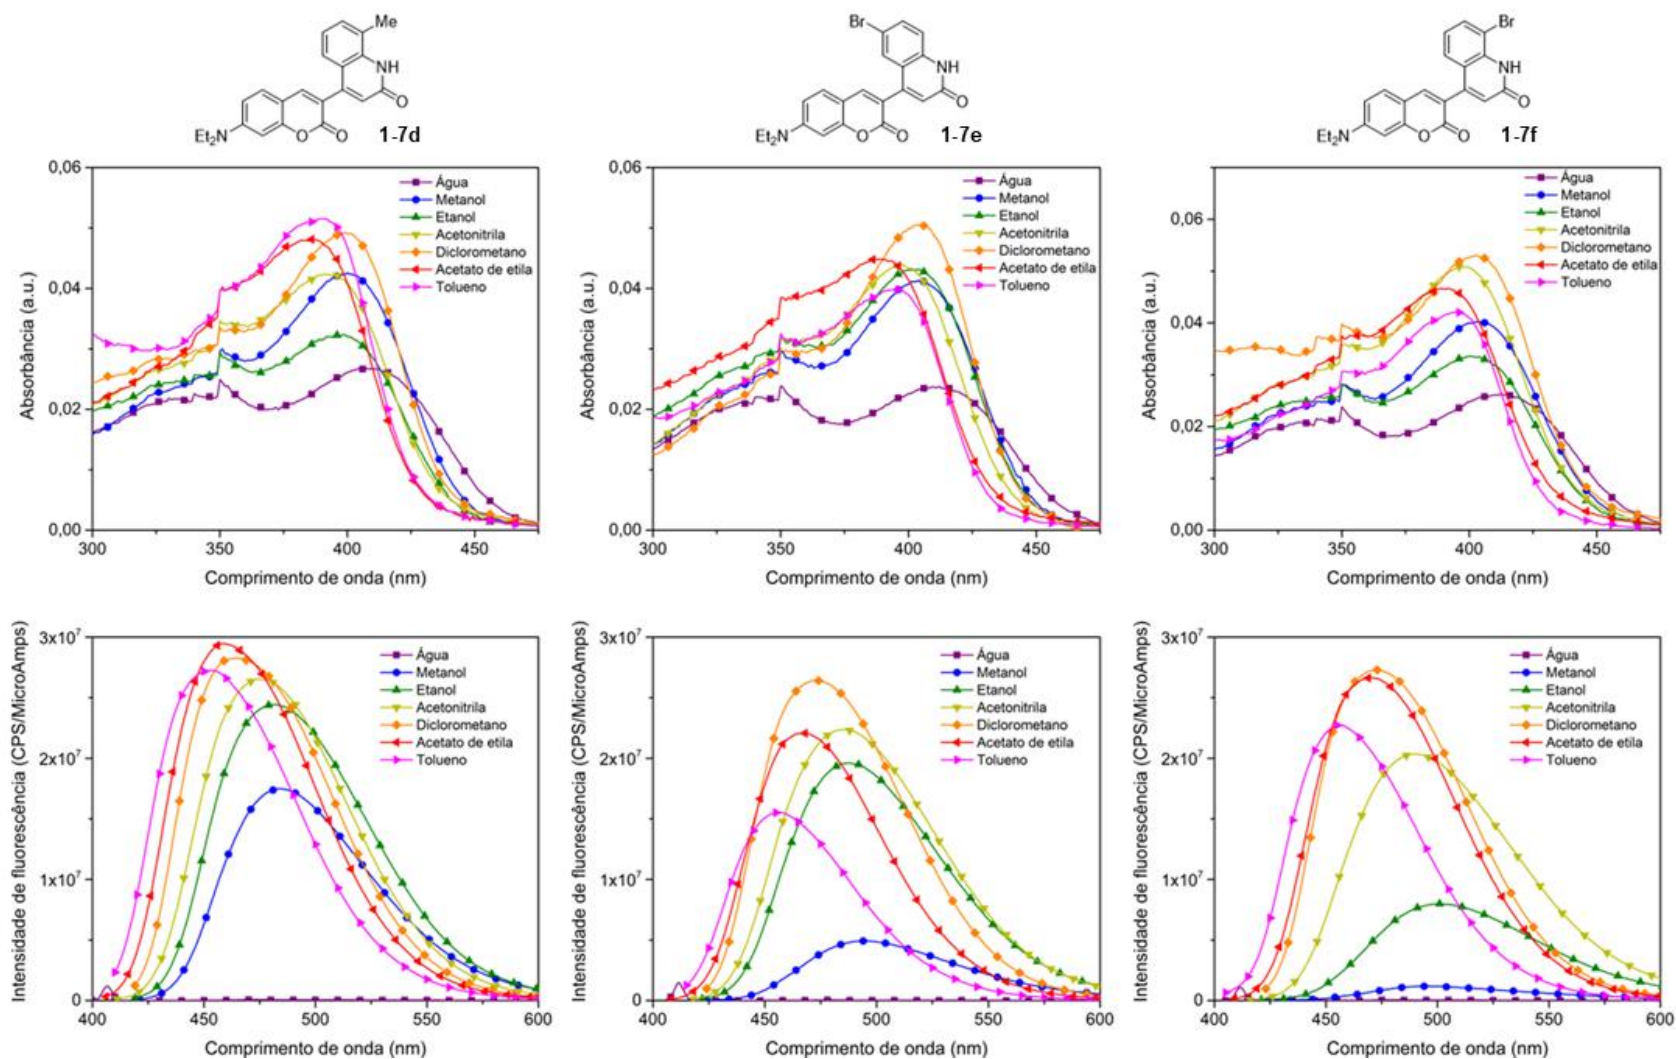 Me
NH
O
Et₂N
O
O
1-7d
Br
NH
O
Et₂N
O
O
1-7e
Br
NH
O
Et₂N
O
O
1-7f
0,06
0,04
0,02
0,00
Absorbância (a.u.)
Água
Metanol
Etanol
Acetonitrila
Diclorometano
Acetato de etila
Tolueno
300 350 400 450
Comprimento de onda (nm)
0,06
0,04
0,02
0,00
Absorbância (a.u.)
Água
Metanol
Etanol
Acetonitrila
Diclorometano
Acetato de etila
Tolueno
300 350 400 450
Comprimento de onda (nm)
0,06
0,04
0,02
0,00
Absorbância (a.u.)
Água
Metanol
Etanol
Acetonitrila
Diclorometano
Acetato de etila
Tolueno
300 350 400 450
Comprimento de onda (nm)
3x10⁷
2x10⁷
1x10⁷
0
Intensidade de fluorescência (CPS/MicroAmps)
Água
Metanol
Etanol
Acetonitrila
Diclorometano
Acetato de etila
Tolueno
400 450 500 550 600
Comprimento de onda (nm)
3x10⁷
2x10⁷
1x10⁷
0
Intensidade de fluorescência (CPS/MicroAmps)
Água
Metanol
Etanol
Acetonitrila
Diclorometano
Acetato de etila
Tolueno
400 450 500 550 600
Comprimento de onda (nm)
3x10⁷
2x10⁷
1x10⁷
0
Intensidade de fluorescência (CPS/MicroAmps)
Água
Metanol
Etanol
Acetonitrila
Diclorometano
Acetato de etila
Tolueno
400 450 500 550 600
Comprimento de onda (nm)